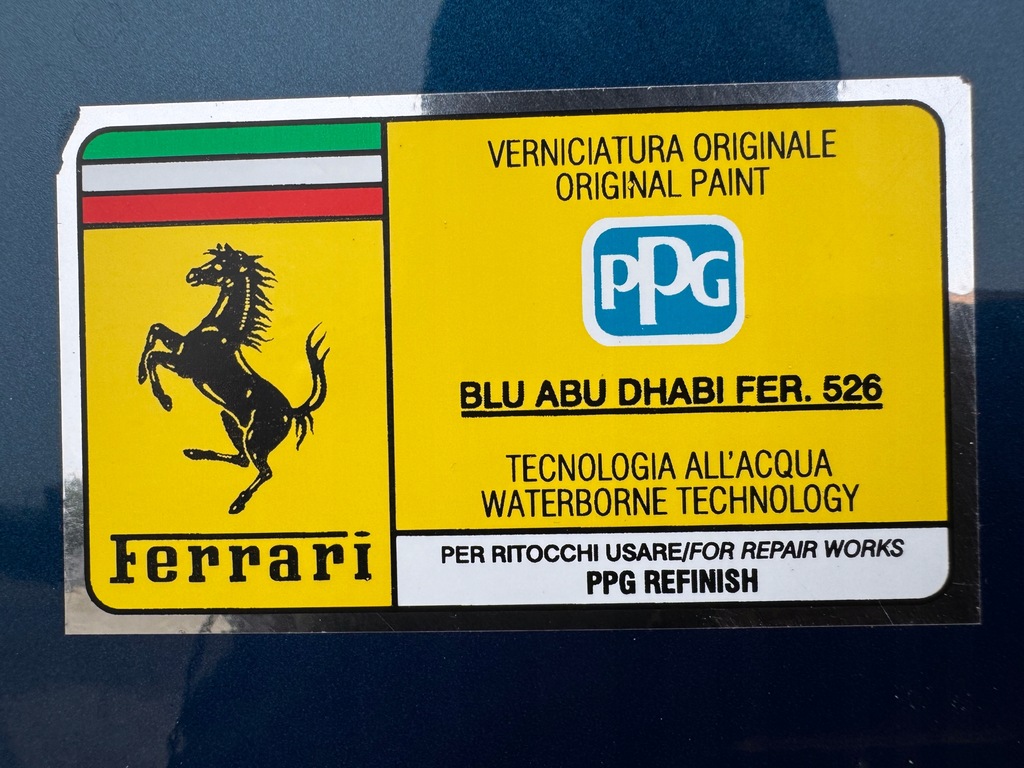 Ferrari
VERNICIATURA ORIGINALE
ORIGINAL PAINT
PPG
BLU ABU DHABI FER. 526
TECNOLOGIA ALL'ACQUA
WATERBORNE TECHNOLOGY
PER RITOCCHI USARE/FOR REPAIR WORKS
PPG REFINISH